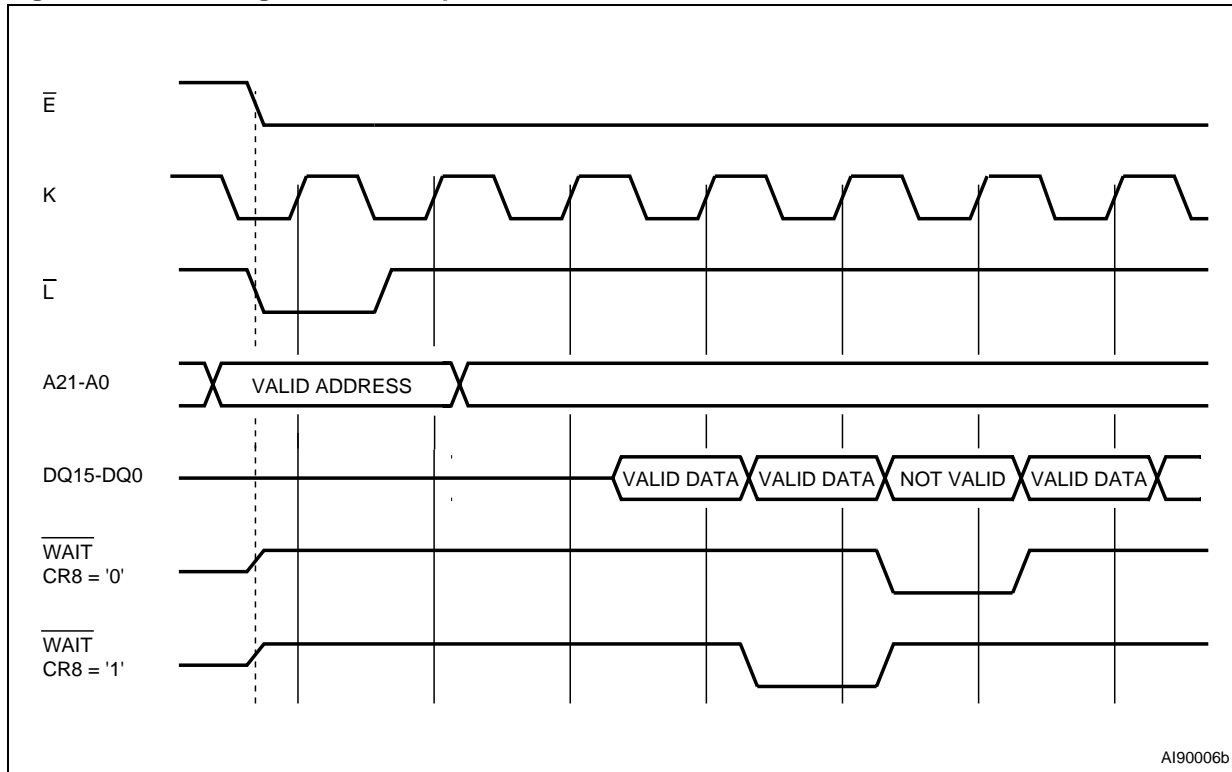 E
K
L
A21-A0
VALID ADDRESS
DQ15-DQ0
VALID DATA
VALID DATA
NOT VALID
VALID DATA
WAIT
CR8 = '0'
WAIT
CR8 = '1'
AI90006b